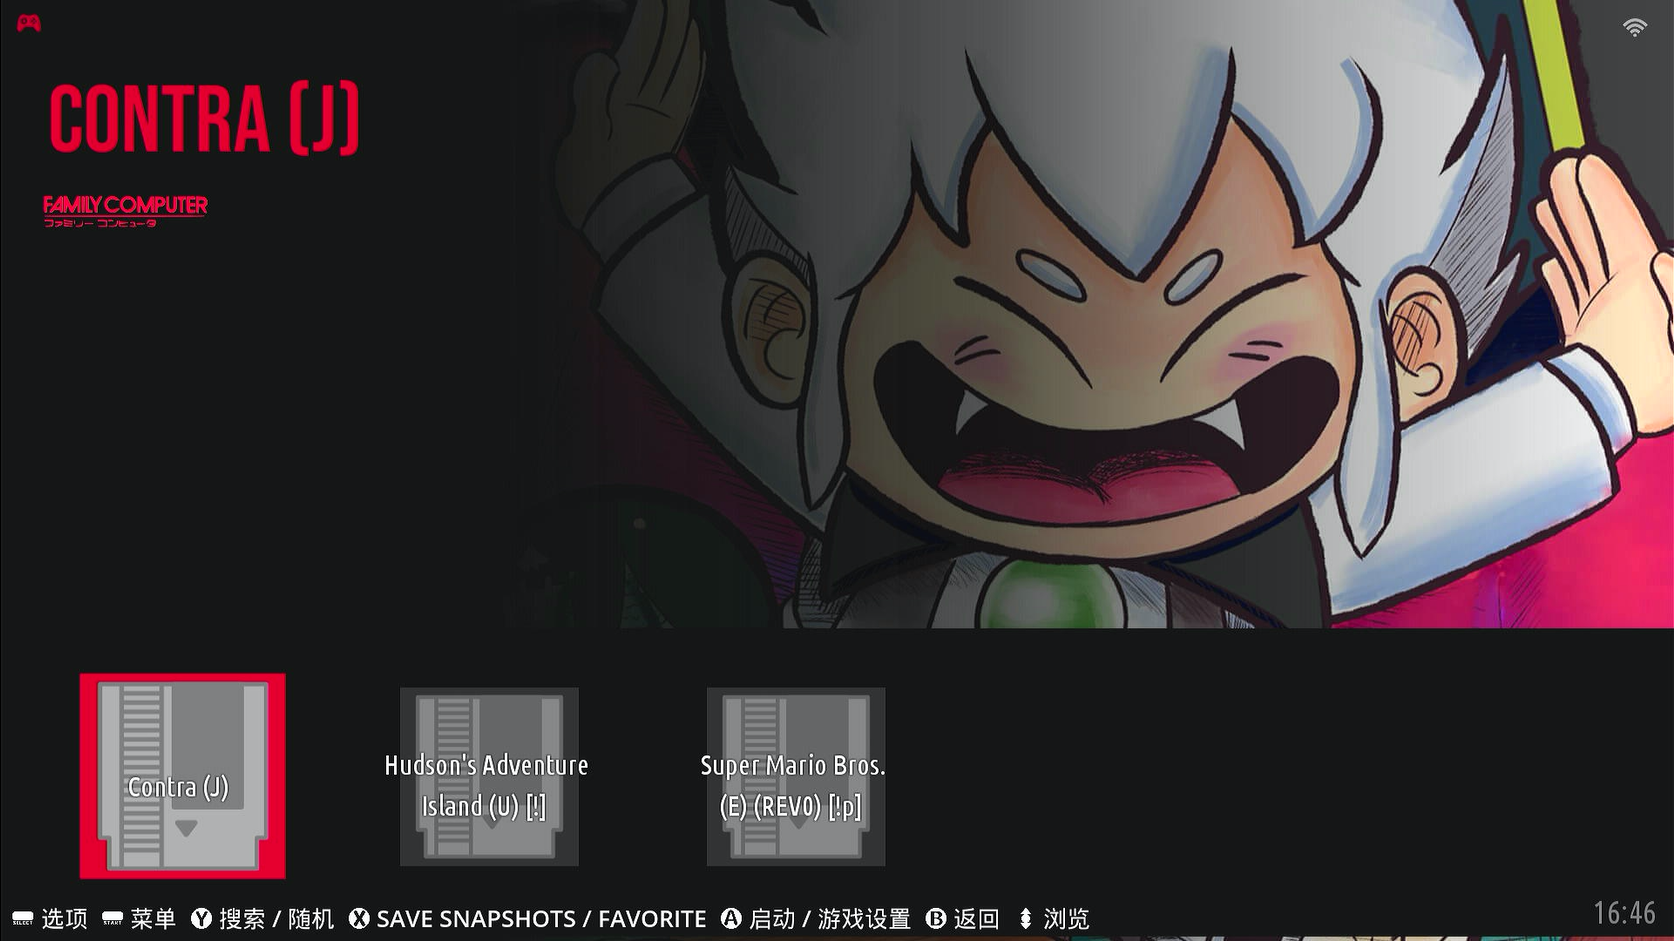 CONTRA (J)
FAMILY COMPUTER
ファミリー コンピュータ
Contra (J)
Hudson's Adventure
Island (U) [!]
Super Mario Bros.
(E) (REV0) [!p]
SELECT 选项 START 菜单 Y 搜索 / 随机 X SAVE SNAPSHOTS / FAVORITE A 启动 / 游戏设置 B 返回 浏览
16:46